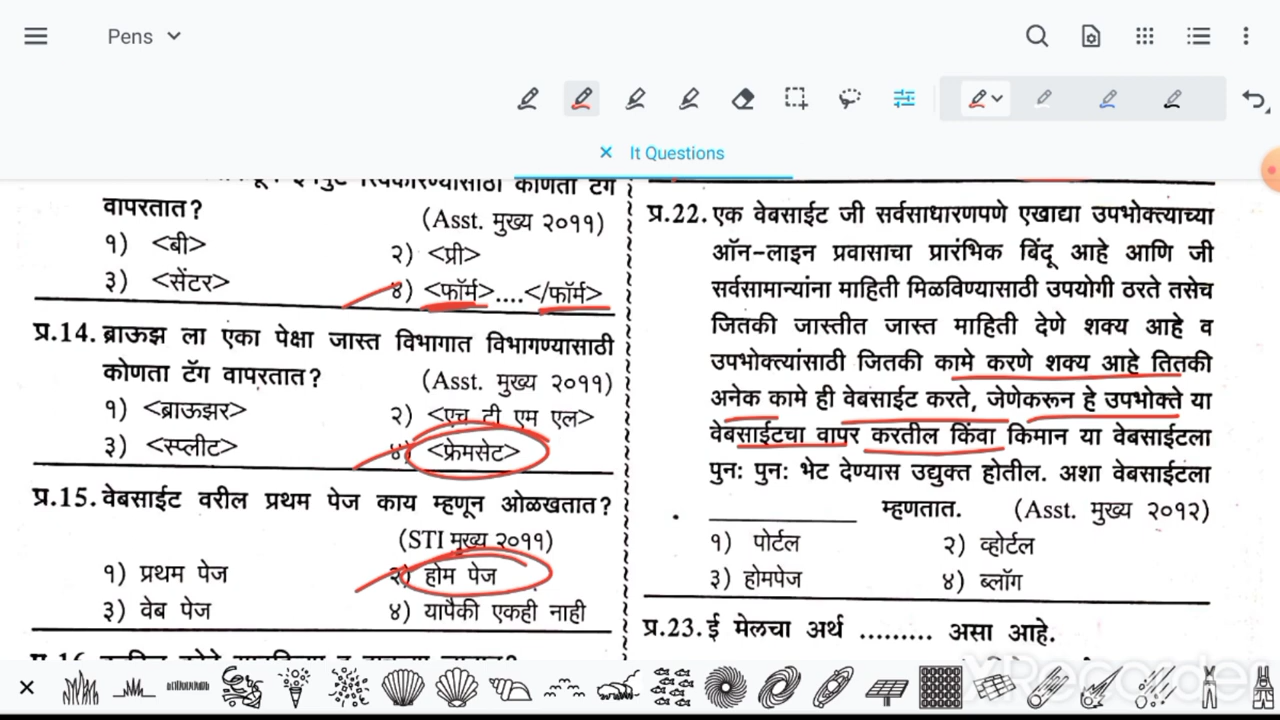 Pens
It Questions
वापरतात?
(Asst. मुख्य २०११)
१) <बी>
२) <प्री>
३) <सेंटर>
४) <फॉर्म>....</फॉर्म>
प्र.14. ब्राऊझ ला एका पेक्षा जास्त विभागात विभागण्यासाठी
कोणता टॅग वापरतात?
(Asst. मुख्य २०११)
१) <ब्राऊझर>
२) <एच टी एम एल>
३) <स्प्लीट>
४) <फ्रेमसेट>
प्र.15. वेबसाईट वरील प्रथम पेज काय म्हणून ओळखतात?
(STI मुख्य २०११)
१) प्रथम पेज
२) होम पेज
३) वेब पेज
४) यापैकी एकही नाही
प्र.22. एक वेबसाईट जी सर्वसाधारणपणे एखाद्या उपभोक्त्याच्या
ऑन-लाइन प्रवासाचा प्रारंभिक बिंदू आहे आणि जी
सर्वसामान्यांना माहिती मिळविण्यासाठी उपयोगी ठरते तसेच
जितकी जास्तीत जास्त माहिती देणे शक्य आहे व
उपभोक्त्यांसाठी जितकी कामे करणे शक्य आहे तितकी
अनेक कामे ही वेबसाईट करते, जेणेकरून हे उपभोक्ते या
वेबसाईटचा वापर करतील किंवा किमान या वेबसाईटला
पुन: पुन: भेट देण्यास उद्युक्त होतील. अशा वेबसाईटला
__________ म्हणतात. (Asst. मुख्य २०१२)
१) पोर्टल
२) व्होर्टल
३) होमपेज
४) ब्लॉग
प्र.23. ई मेलचा अर्थ ......... असा आहे.
XRecorder